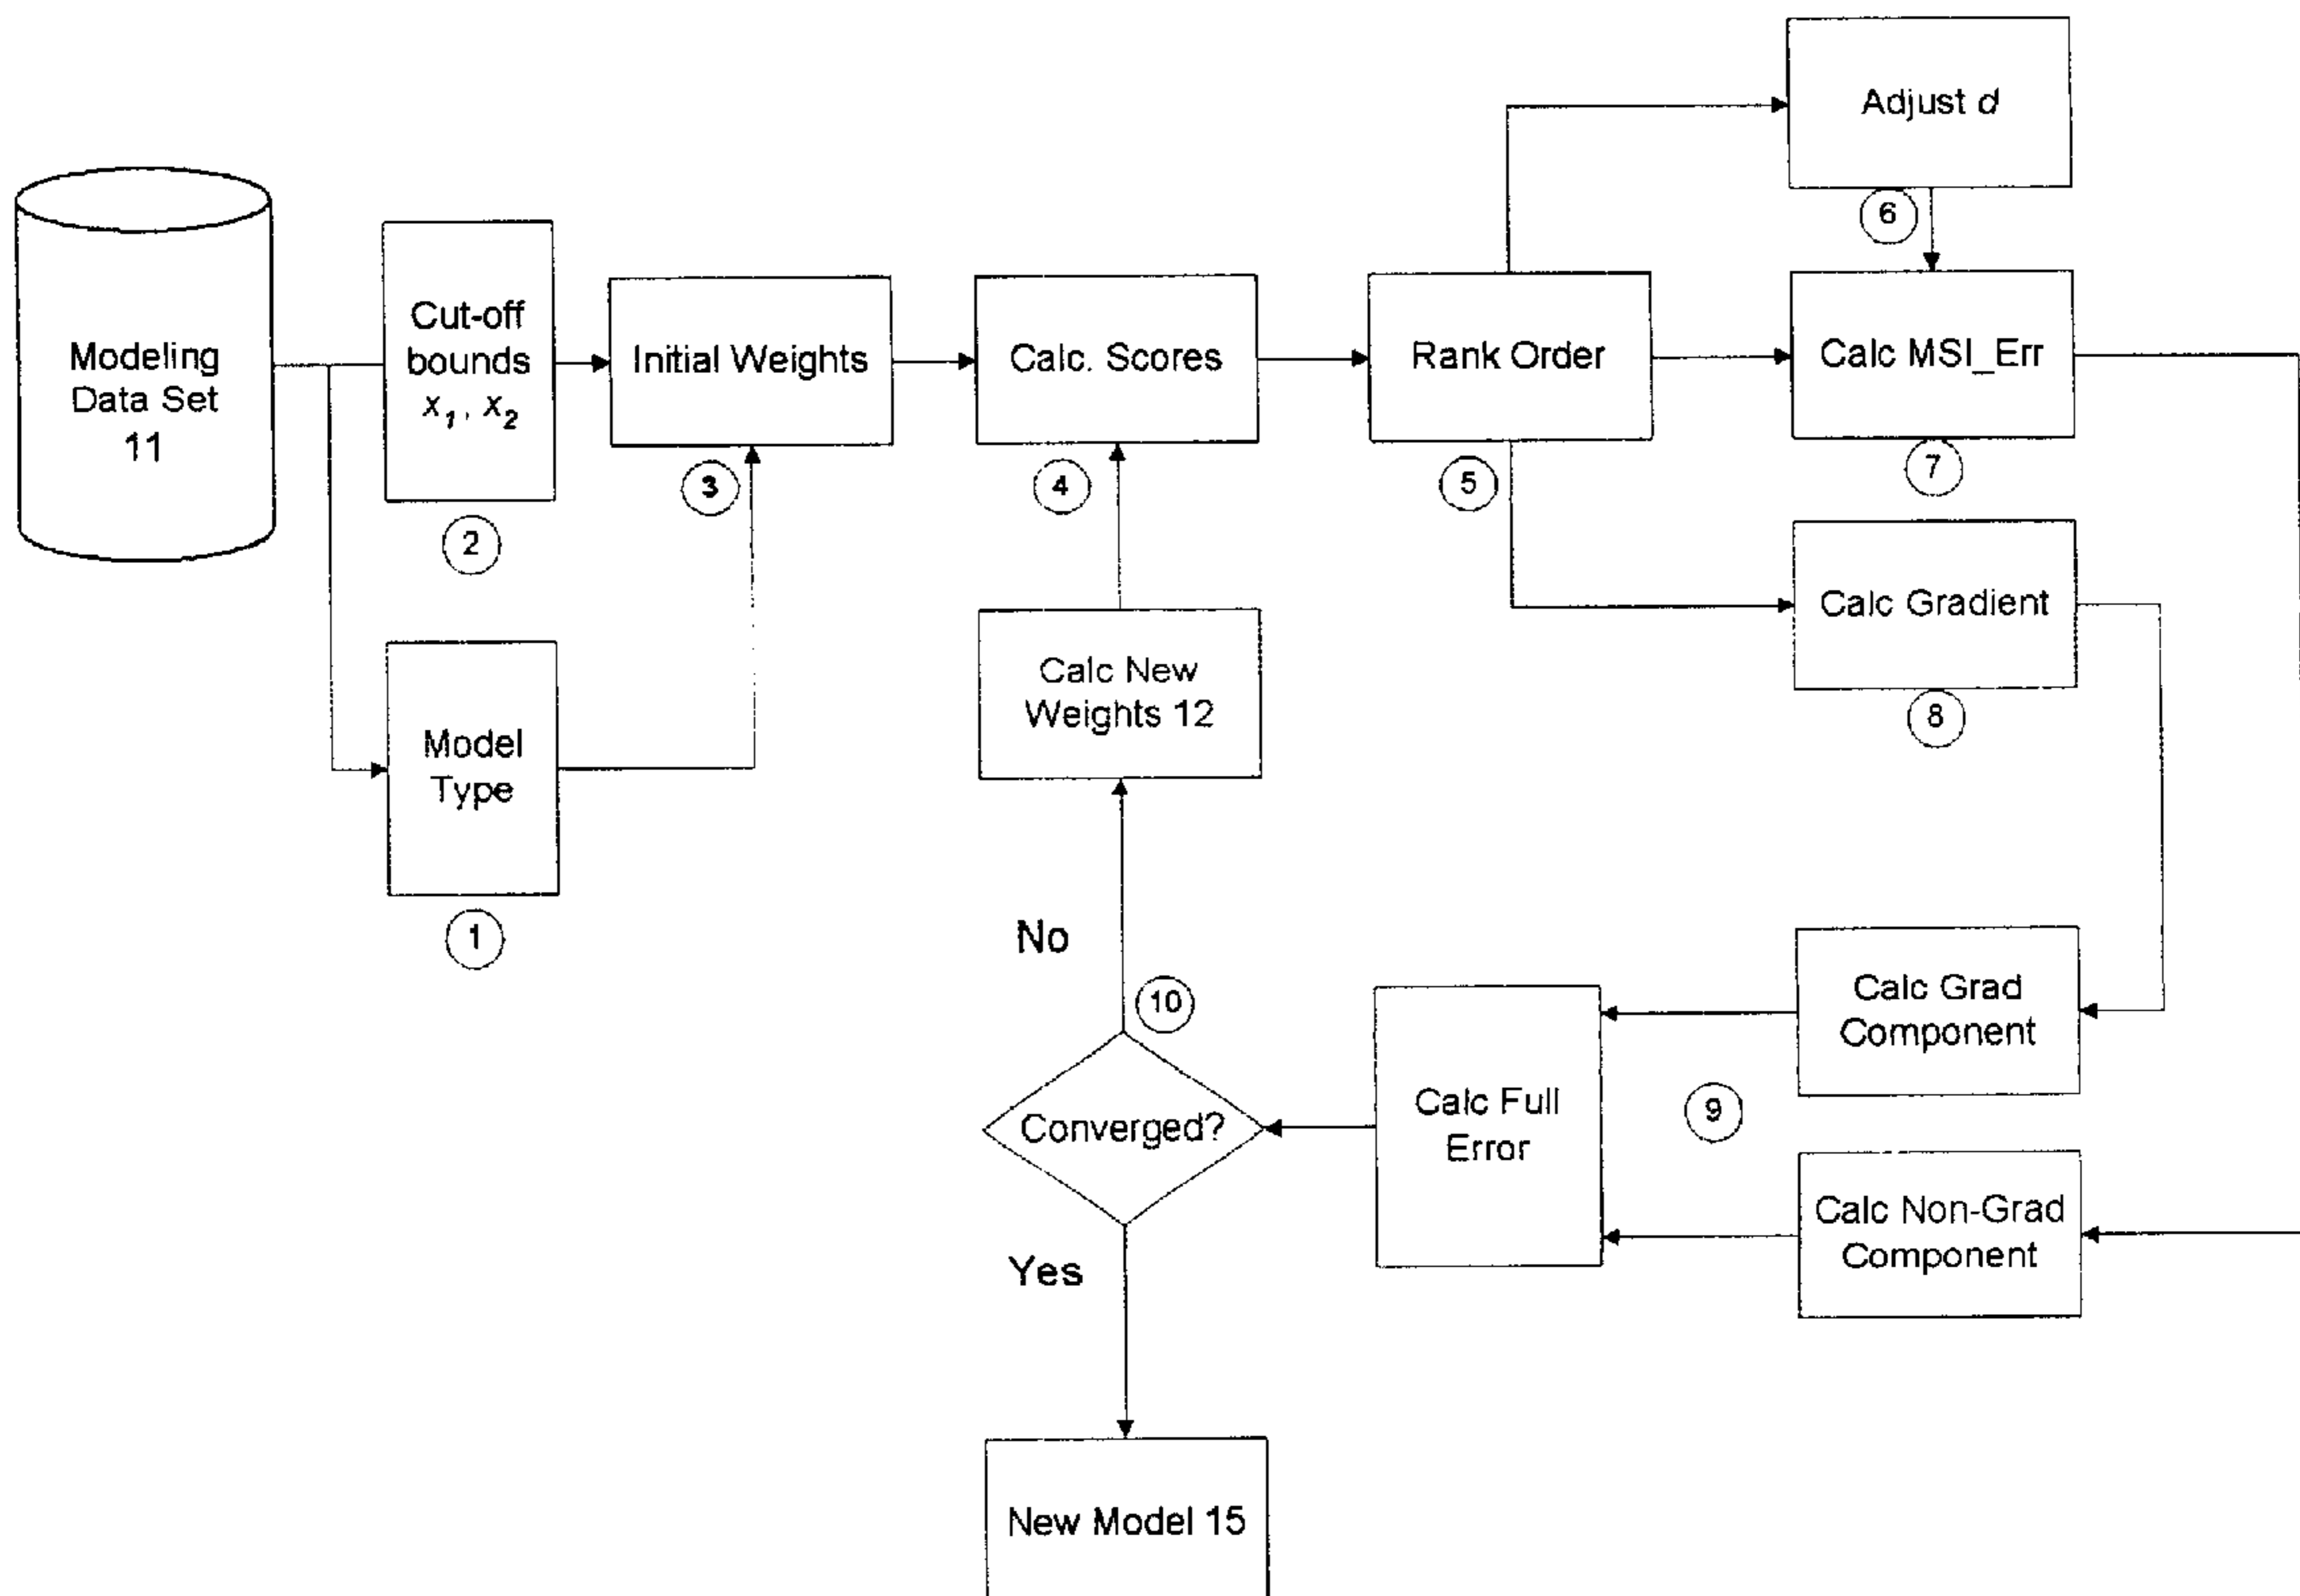 Modeling
Data Set
11
Cut-off
bounds
x1, x2
2
Model
Type
1
Initial Weights
3
Calc. Scores
4
Rank Order
5
Adjust d
6
Calc MSI_Err
7
Calc Gradient
8
Calc New
Weights 12
No
10
Converged?
Yes
Calc Full
Error
9
Calc Grad
Component
Calc Non-Grad
Component
New Model 15